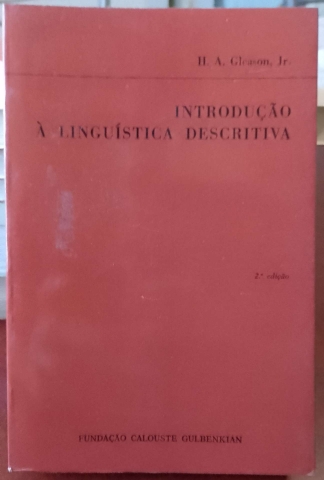 H. A. Gleason, Jr.
INTRODUÇÃO
À LINGUÍSTICA DESCRITIVA
2.ª edição
FUNDAÇÃO CALOUSTE GULBENKIAN